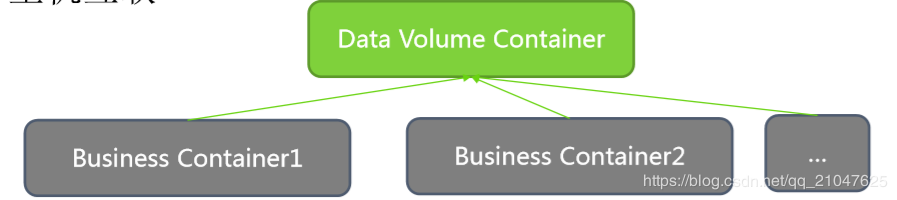 Data Volume Container
Business Container1
Business Container2
...
https://blog.csdn.net/qq_21047625